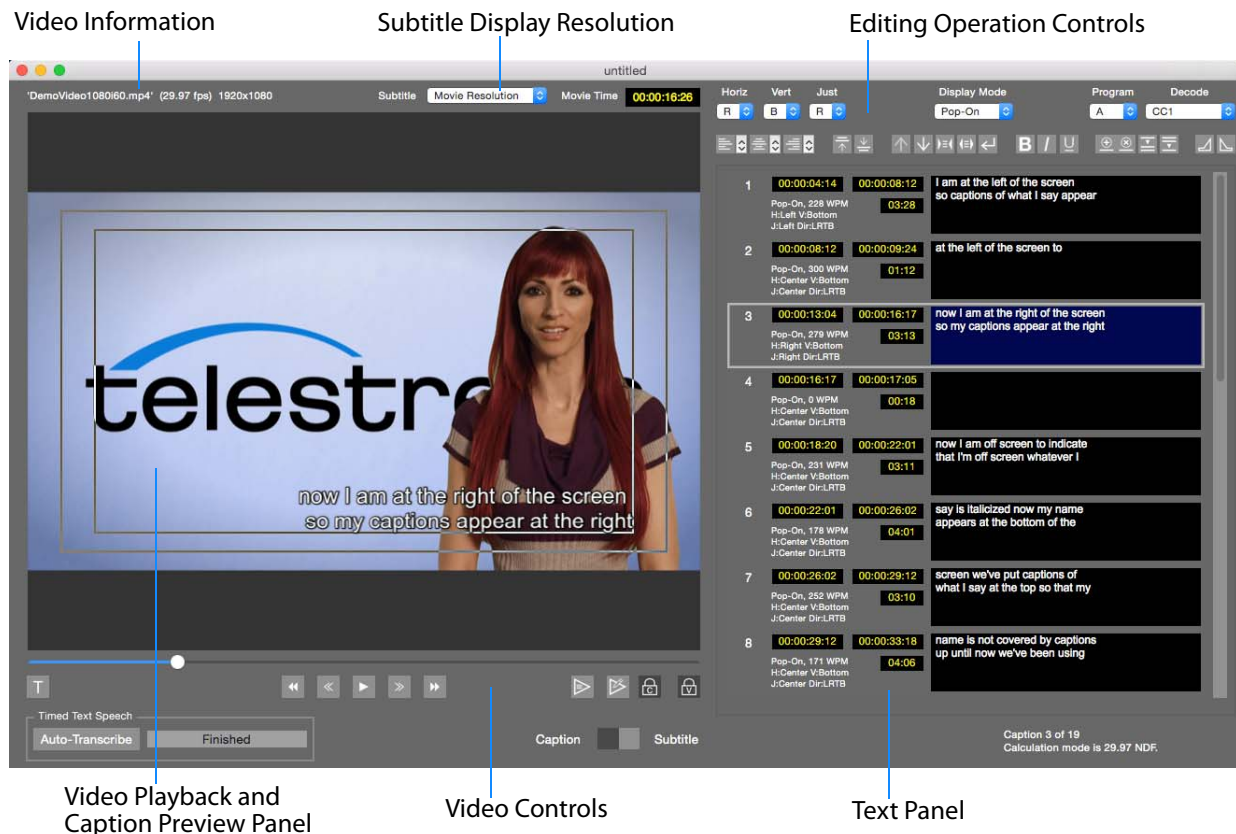 Video Information
Subtitle Display Resolution
Editing Operation Controls
untitled
'DemoVideo1080i60.mp4' (29.97 fps) 1920x1080
Subtitle Movie Resolution Movie Time 00:00:16:26
Horiz Vert Just Display Mode Program Decode
R B R Pop-On A CC1
B I U
1 00:00:04:14 00:00:08:12 I am at the left of the screen
so captions of what I say appear
Pop-On, 228 WPM 03:28
H:Left V:Bottom
J:Left Dir:LRTB
2 00:00:08:12 00:00:09:24 at the left of the screen to
Pop-On, 300 WPM 01:12
H:Center V:Bottom
J:Center Dir:LRTB
3 00:00:13:04 00:00:16:17 now I am at the right of the screen
so my captions appear at the right
Pop-On, 279 WPM 03:13
H:Right V:Bottom
J:Right Dir:LRTB
4 00:00:16:17 00:00:17:05
Pop-On, 0 WPM 00:18
H:Center V:Bottom
J:Center Dir:LRTB
5 00:00:18:20 00:00:22:01 now I am off screen to indicate
that I'm off screen whatever I
Pop-On, 231 WPM 03:11
H:Center V:Bottom
J:Center Dir:LRTB
6 00:00:22:01 00:00:26:02 say is italicized now my name
appears at the bottom of the
Pop-On, 178 WPM 04:01
H:Center V:Bottom
J:Center Dir:LRTB
7 00:00:26:02 00:00:29:12 screen we've put captions of
what I say at the top so that my
Pop-On, 252 WPM 03:10
H:Center V:Bottom
J:Center Dir:LRTB
8 00:00:29:12 00:00:33:18 name is not covered by captions
up until now we've been using
Pop-On, 171 WPM 04:06
H:Center V:Bottom
J:Center Dir:LRTB
telestr
now I am at the right of the screen
so my captions appear at the right
T
C
V
Timed Text Speech
Auto-Transcribe Finished
Caption Subtitle
Caption 3 of 19
Calculation mode is 29.97 NDF.
Video Playback and
Caption Preview Panel
Video Controls
Text Panel